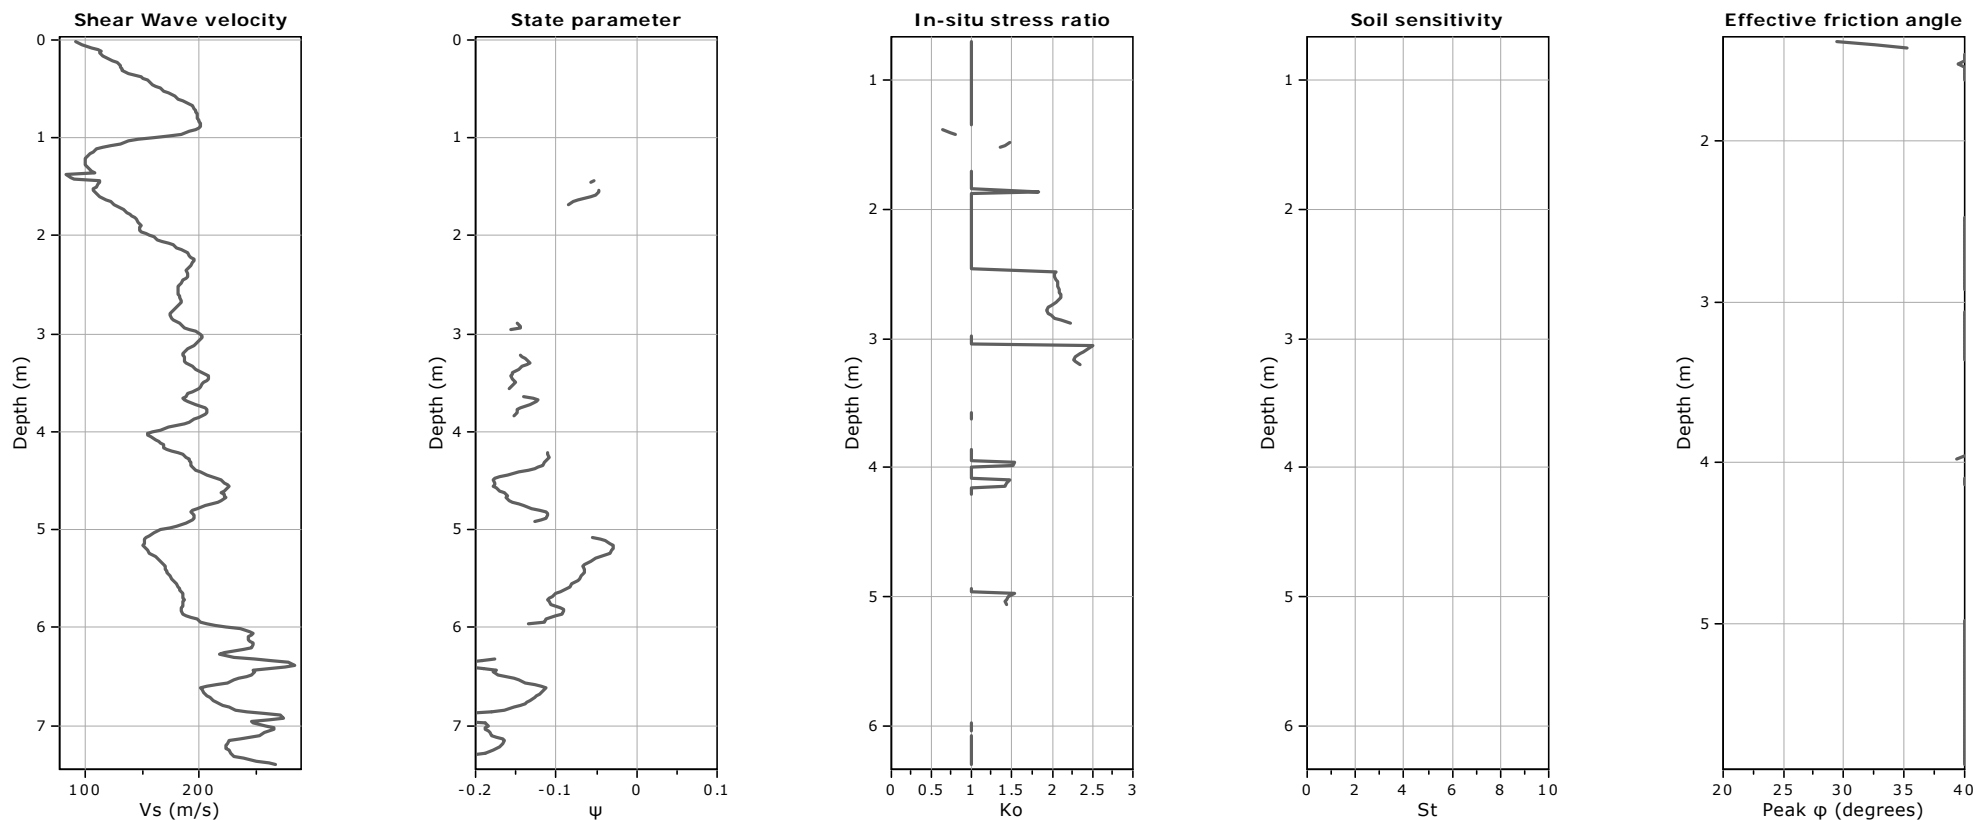 Shear Wave velocity
Depth (m)
0
1
2
3
4
5
6
7
100 200
Vs (m/s)
State parameter
Depth (m)
0
1
2
3
4
5
6
7
-0.2 -0.1 0 0.1
ψ
In-situ stress ratio
Depth (m)
1
2
3
4
5
6
0 0.5 1 1.5 2 2.5 3
Ko
Soil sensitivity
Depth (m)
1
2
3
4
5
6
0 2 4 6 8 10
St
Effective friction angle
Depth (m)
2
3
4
5
20 25 30 35 40
Peak φ (degrees)